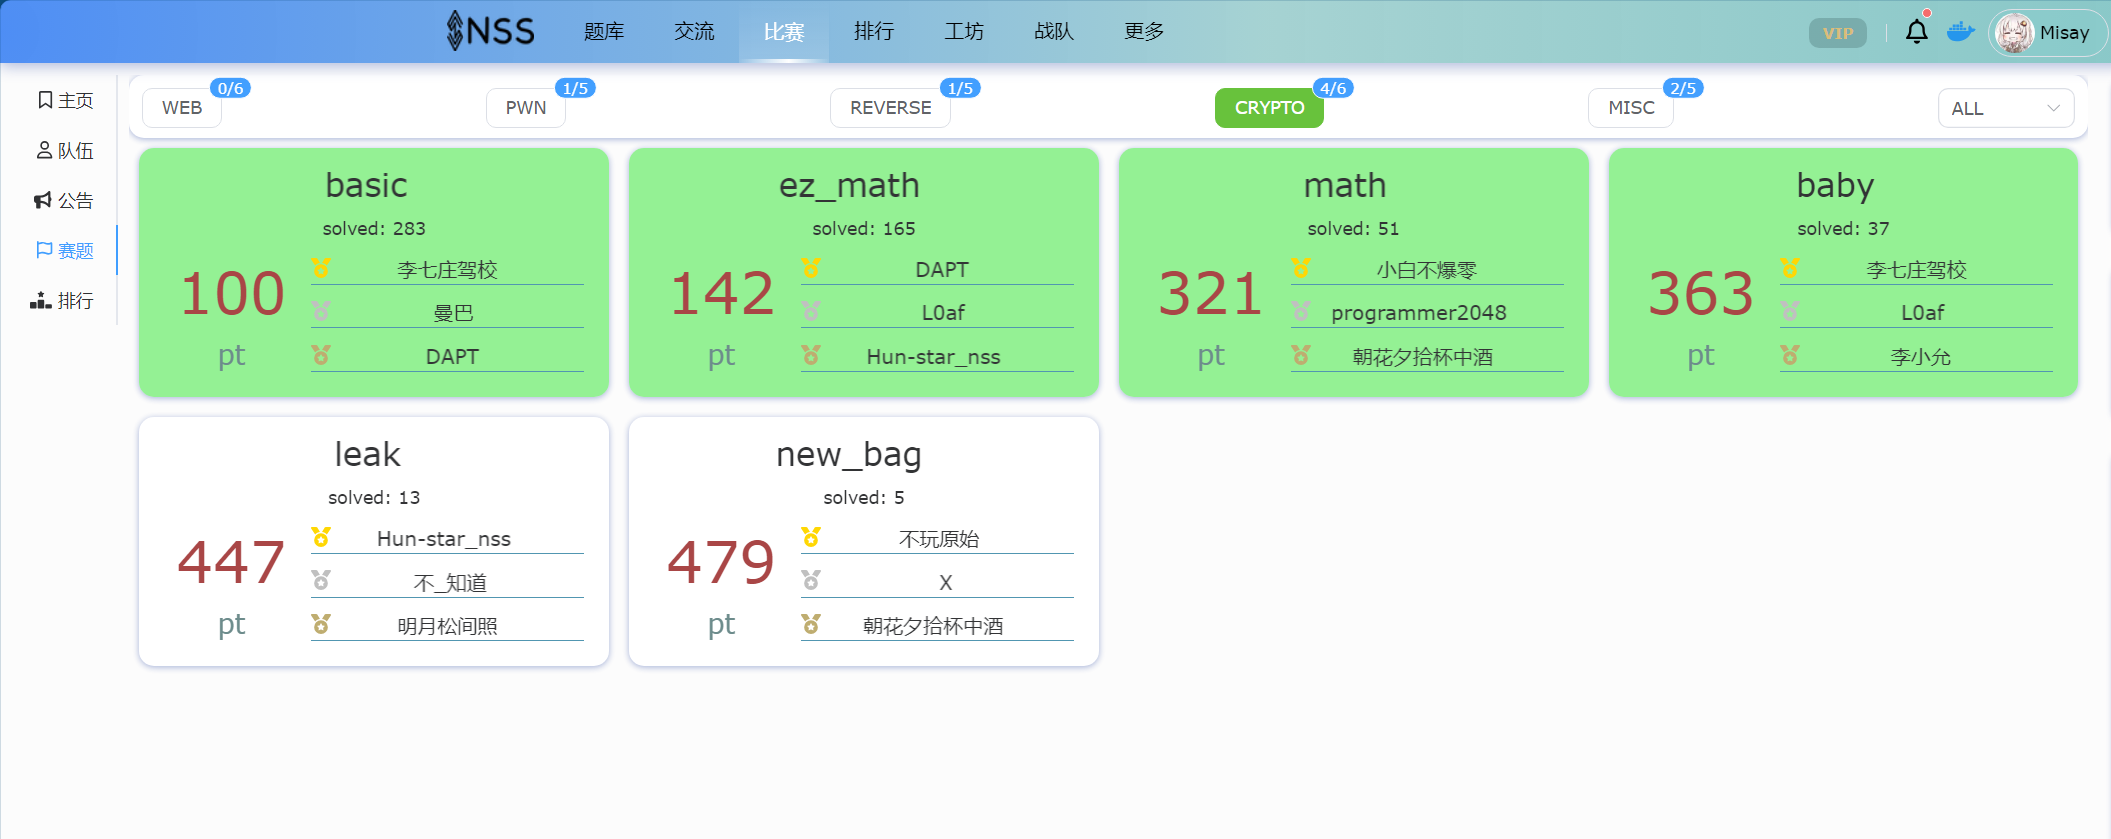 NSS 题库 交流 比赛 排行 工坊 战队 更多 VIP Misay
主页
队伍
公告
赛题
排行
WEB 0/6 PWN 1/5 REVERSE 1/5 CRYPTO 4/6 MISC 2/5 ALL
basic
solved: 283
100
pt
李七庄驾校
曼巴
DAPT
ez_math
solved: 165
142
pt
DAPT
L0af
Hun-star_nss
math
solved: 51
321
pt
小白不爆零
programmer2048
朝花夕拾杯中酒
baby
solved: 37
363
pt
李七庄驾校
L0af
李小允
leak
solved: 13
447
pt
Hun-star_nss
不_知道
明月松间照
new_bag
solved: 5
479
pt
不玩原始
X
朝花夕拾杯中酒